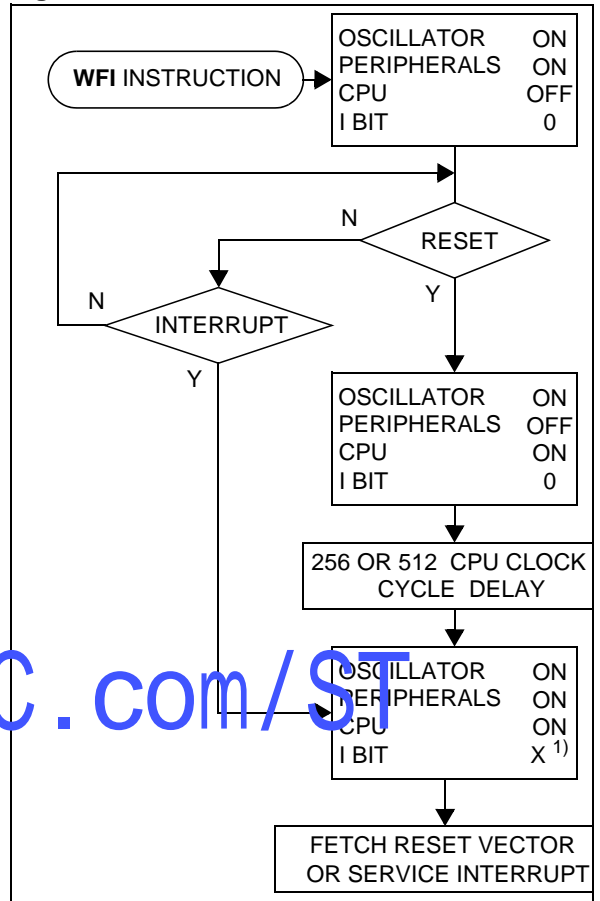 WFI INSTRUCTION
OSCILLATOR ON
PERIPHERALS ON
CPU OFF
I BIT 0
N
RESET
Y
N
INTERRUPT
Y
OSCILLATOR ON
PERIPHERALS OFF
CPU ON
I BIT 0
256 OR 512 CPU CLOCK
CYCLE DELAY
OSCILLATOR ON
PERIPHERALS ON
CPU ON
I BIT X 1)
C.com/ST
FETCH RESET VECTOR
OR SERVICE INTERRUPT